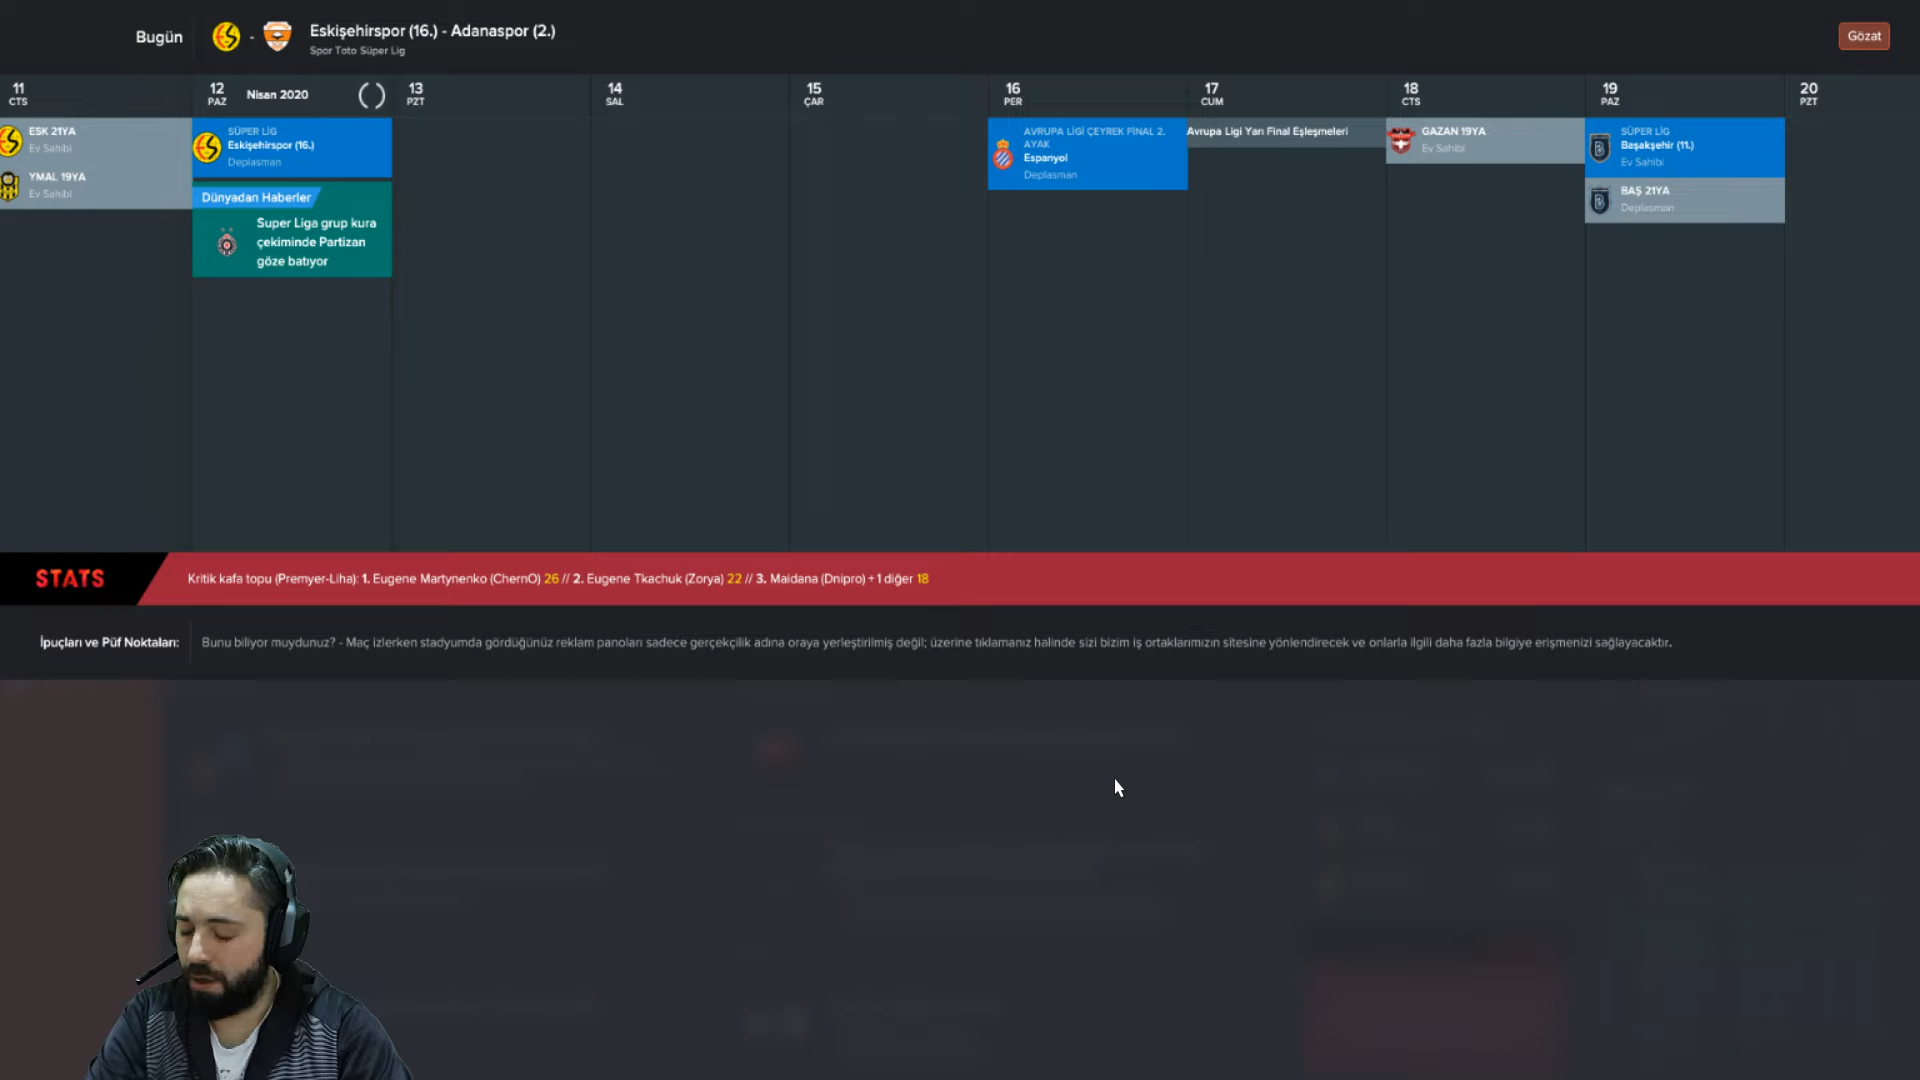 Bugün
Eskişehirspor (16.) - Adanaspor (2.)
Spor Toto Süper Lig
Gözat
11
CTS
12
PAZ
Nisan 2020
13
PZT
14
SAL
15
ÇAR
16
PER
17
CUM
18
CTS
19
PAZ
20
PZT
ESK 21YA
Ev Sahibi
YMAL 19YA
Ev Sahibi
SÜPER LİG
Eskişehirspor (16.)
Deplasman
Dünyadan Haberler
Super Liga grup kura
çekiminde Partizan
göze batıyor
AVRUPA LİGİ ÇEYREK FİNAL 2.
AYAK
Espanyol
Deplasman
Avrupa Ligi Yarı Final Eşleşmeleri
GAZAN 19YA
Ev Sahibi
SÜPER LİG
Başakşehir (11.)
Ev Sahibi
BAŞ 21YA
Deplasman
STATS
Kritik kafa topu (Premyer-Liha): 1. Eugene Martynenko (ChernO) 26 // 2. Eugene Tkachuk (Zorya) 22 // 3. Maidana (Dnipro) + 1 diğer 18
İpuçları ve Püf Noktaları:
Bunu biliyor muydunuz? - Maç izlerken stadyumda gördüğünüz reklam panoları sadece gerçekçilik adına oraya yerleştirilmiş değil; üzerine tıklamanız halinde sizi bizim iş ortaklarımızın sitesine yönlendirecek ve onlarla ilgili daha fazla bilgiye erişmenizi sağlayacaktır.